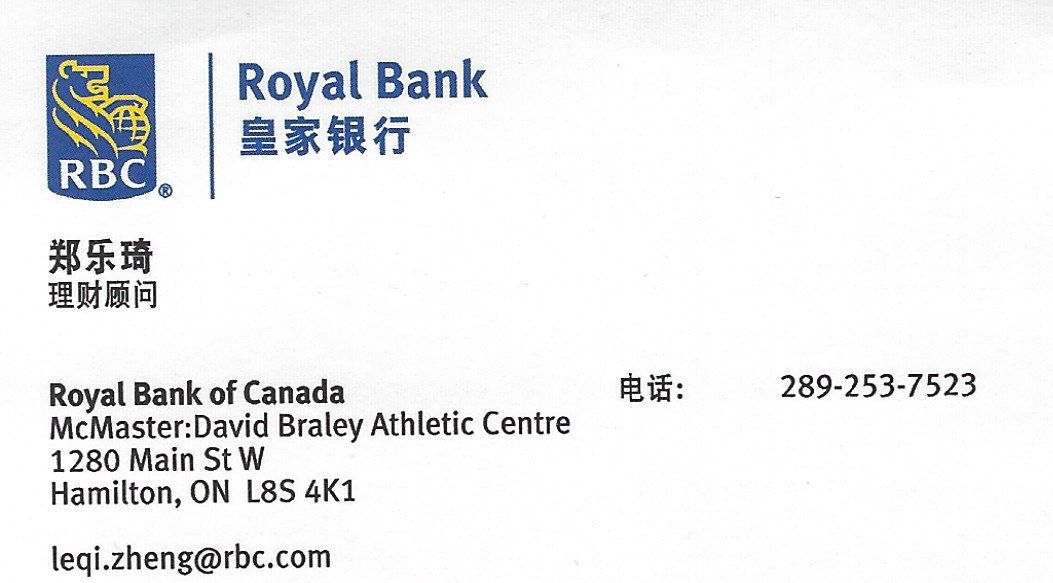 RBC®
Royal Bank
皇家银行
郑乐琦
理财顾问
Royal Bank of Canada
McMaster:David Braley Athletic Centre
1280 Main St W
Hamilton, ON  L8S 4K1
电话: 289-253-7523
leqi.zheng@rbc.com